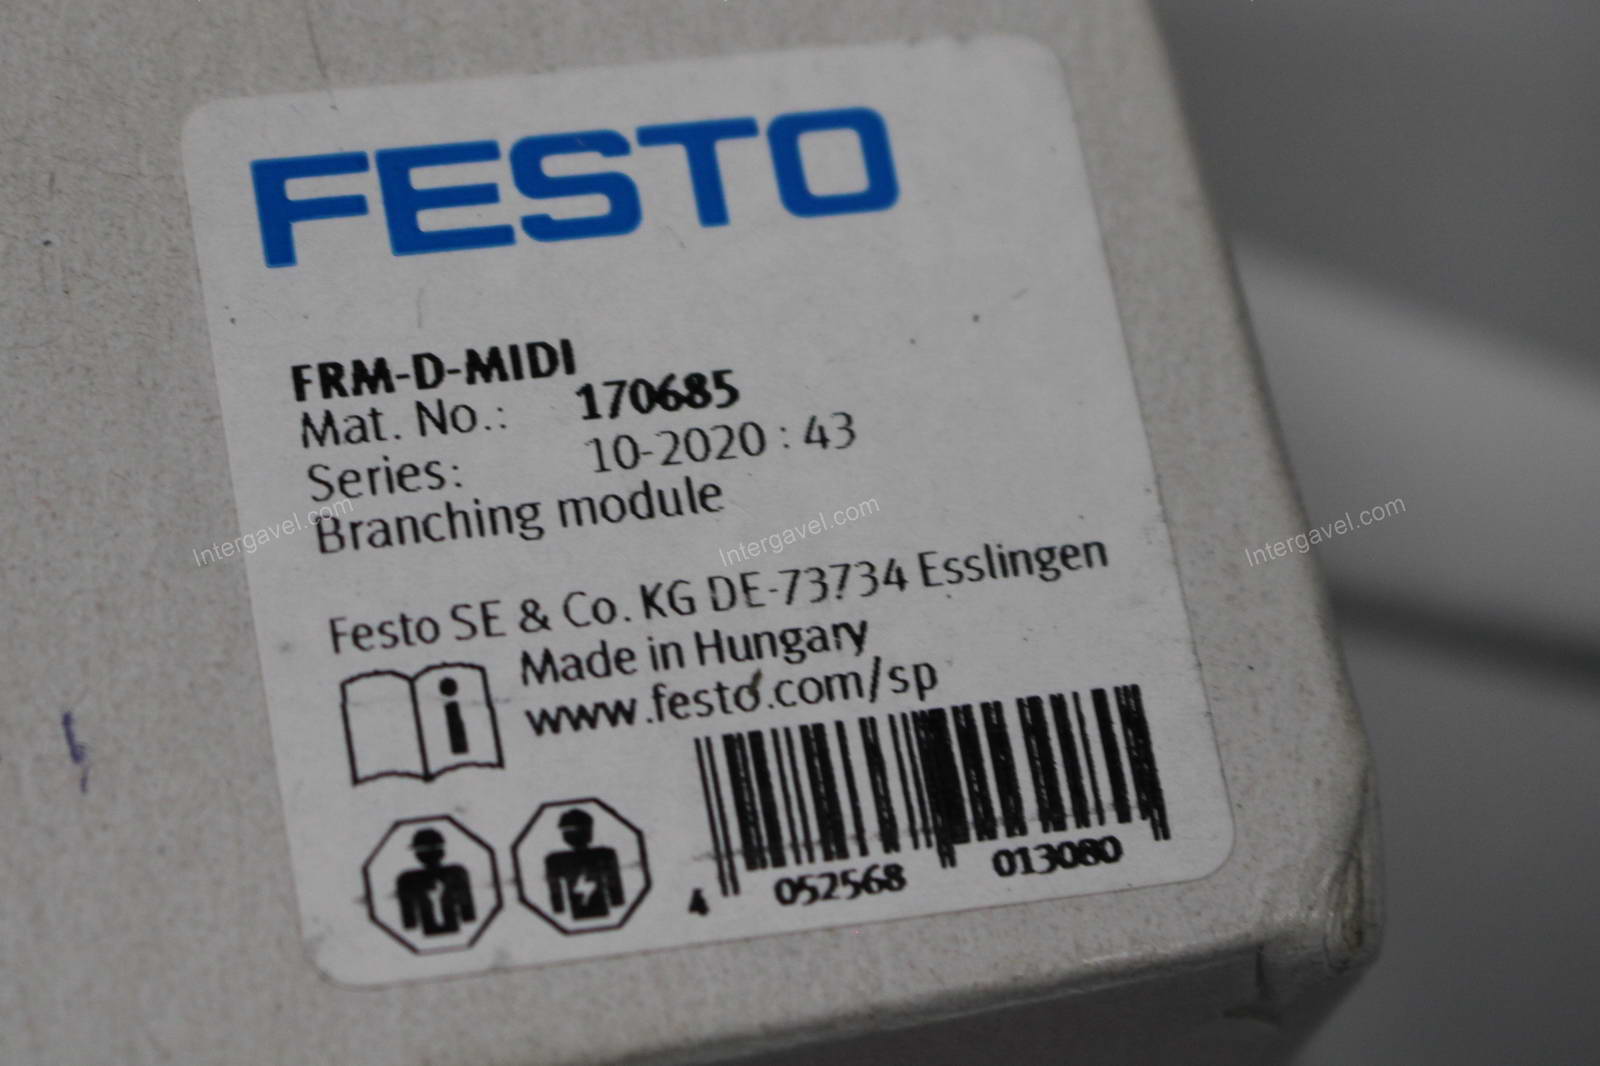 FESTO
FRM-D-MIDI
Mat. No.: 170685
Series: 10-2020 : 43
Branching module
Intergavel.com Intergavel.com Intergavel.com
Festo SE & Co. KG DE-73734 Esslingen
Made in Hungary
www.festo.com/sp
4 052568 013080